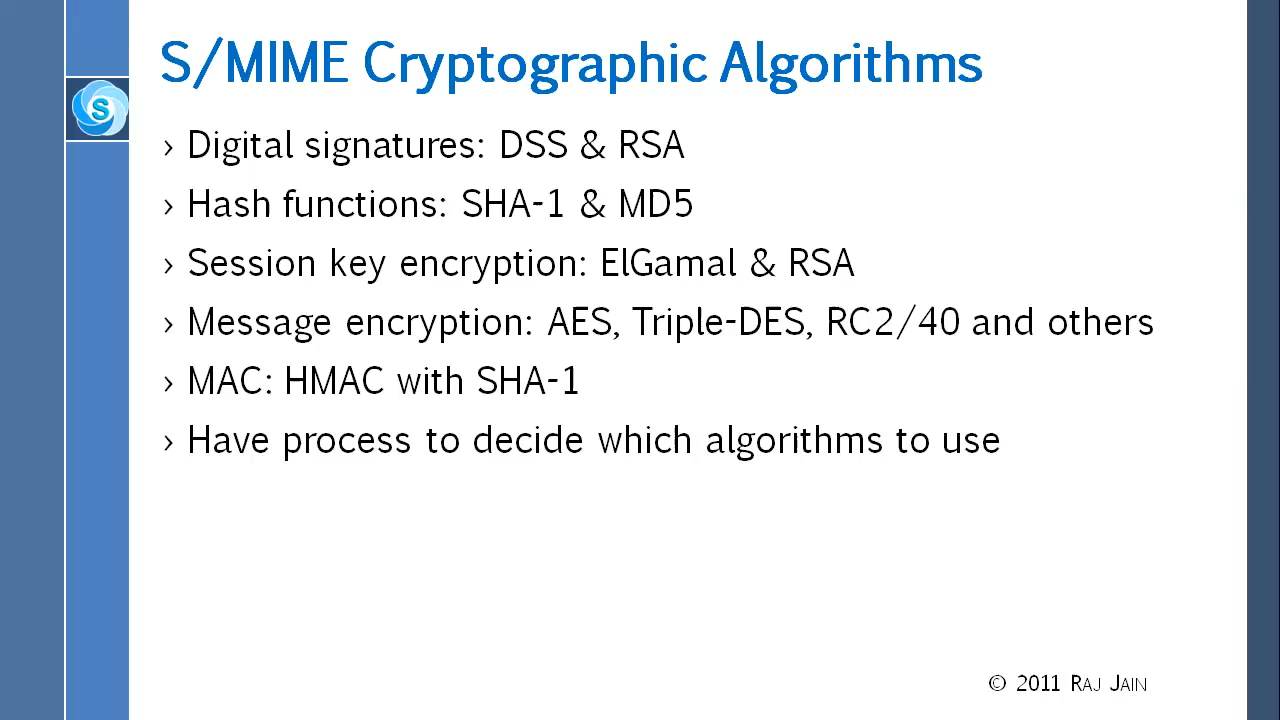 S/MIME Cryptographic Algorithms
S
› Digital signatures: DSS & RSA
› Hash functions: SHA-1 & MD5
› Session key encryption: ElGamal & RSA
› Message encryption: AES, Triple-DES, RC2/40 and others
› MAC: HMAC with SHA-1
› Have process to decide which algorithms to use
© 2011 RAJ JAIN